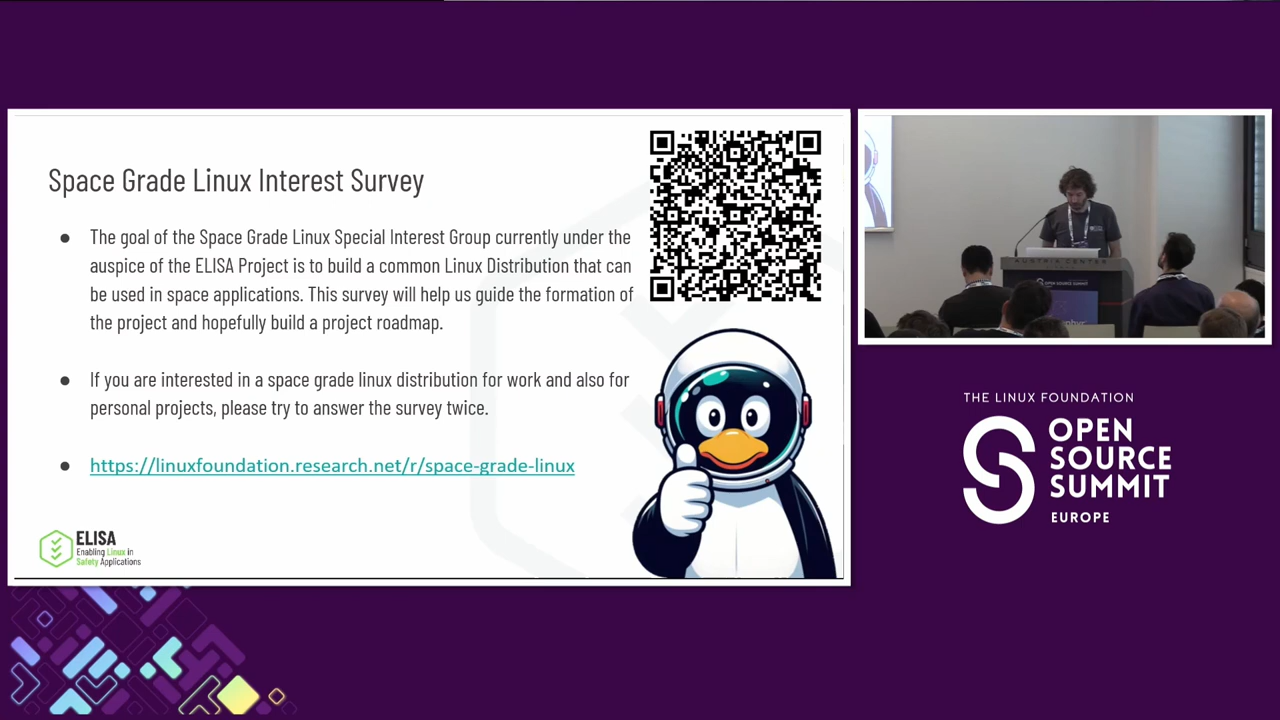 Space Grade Linux Interest Survey
● The goal of the Space Grade Linux Special Interest Group currently under the
auspice of the ELISA Project is to build a common Linux Distribution that can
be used in space applications. This survey will help us guide the formation of
the project and hopefully build a project roadmap.
● If you are interested in a space grade linux distribution for work and also for
personal projects, please try to answer the survey twice.
● https://linuxfoundation.research.net/r/space-grade-linux
ELISA
Enabling Linux in
Safety Applications
AUSTRIA CENTER
OPEN SOURCE SUMMIT
THE LINUX FOUNDATION
OPEN
SOURCE
SUMMIT
EUROPE